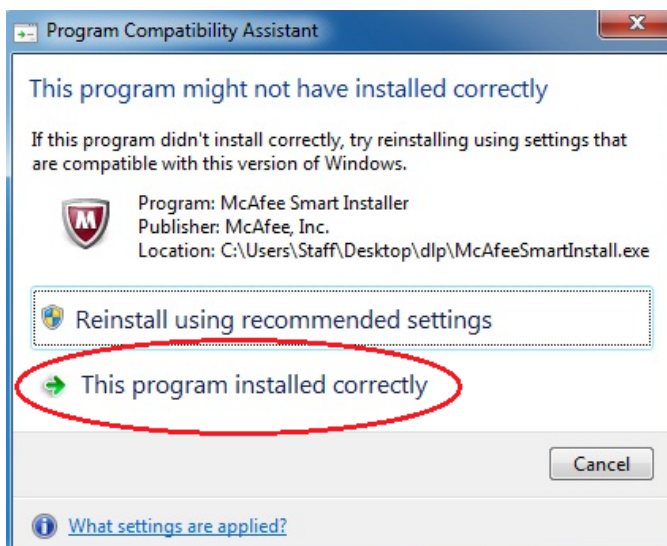 Program Compatibility Assistant
This program might not have installed correctly
If this program didn't install correctly, try reinstalling using settings that
are compatible with this version of Windows.
Program: McAfee Smart Installer
Publisher: McAfee, Inc.
Location: C:\Users\Staff\Desktop\dlp\McAfeeSmartInstall.exe
Reinstall using recommended settings
This program installed correctly
Cancel
What settings are applied?